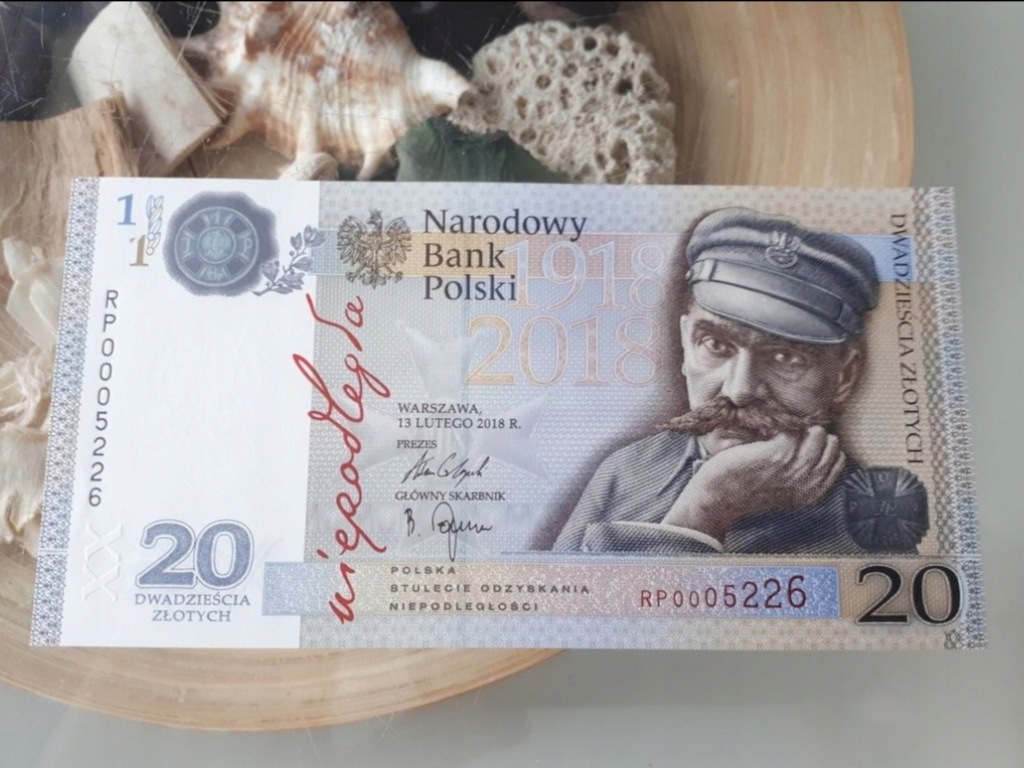 1
1
RP0005226
Narodowy
Bank
Polski
1918
2018
niepodległa
WARSZAWA,
13 LUTEGO 2018 R.
PREZES
GŁÓWNY SKARBNIK
XX
20
DWADZIEŚCIA
ZŁOTYCH
POLSKA
STULECIE ODZYSKANIA
NIEPODLEGŁOŚCI
RP0005226
20
DWADZIEŚCIA ZŁOTYCH